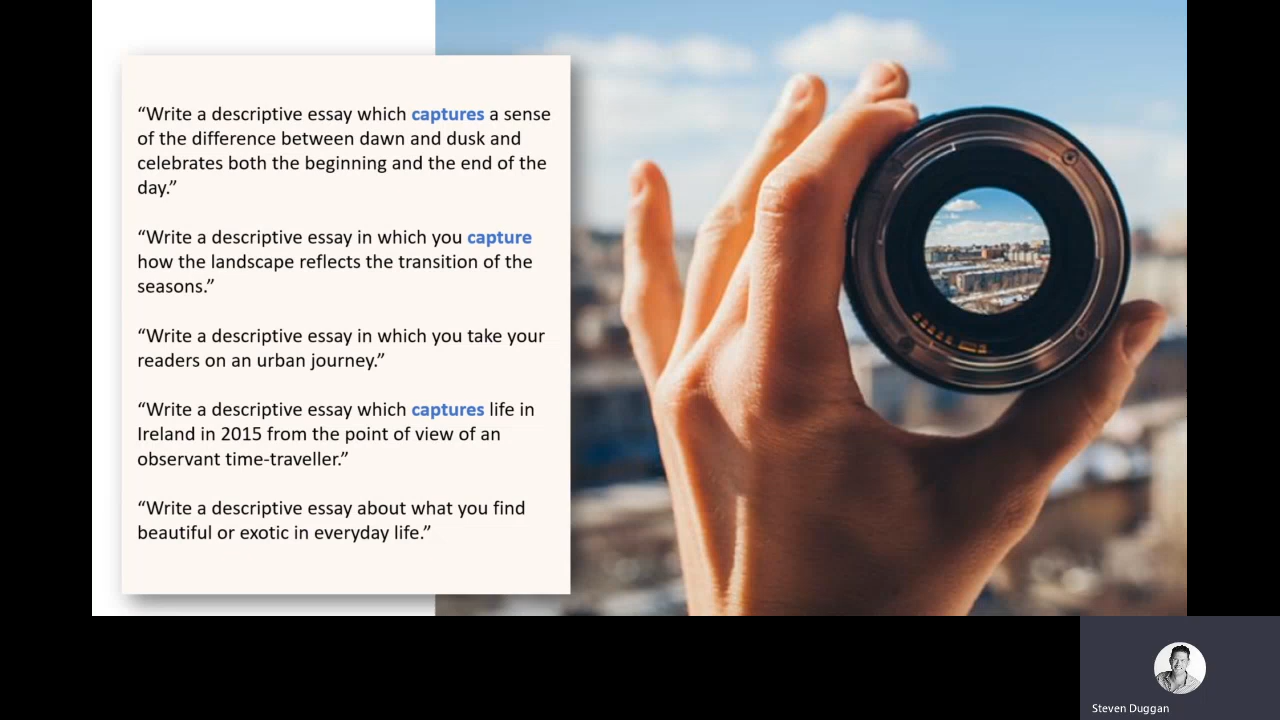 “Write a descriptive essay which captures a sense
of the difference between dawn and dusk and
celebrates both the beginning and the end of the
day.”
“Write a descriptive essay in which you capture
how the landscape reflects the transition of the
seasons.”
“Write a descriptive essay in which you take your
readers on an urban journey.”
“Write a descriptive essay which captures life in
Ireland in 2015 from the point of view of an
observant time-traveller.”
“Write a descriptive essay about what you find
beautiful or exotic in everyday life.”
Steven Duggan